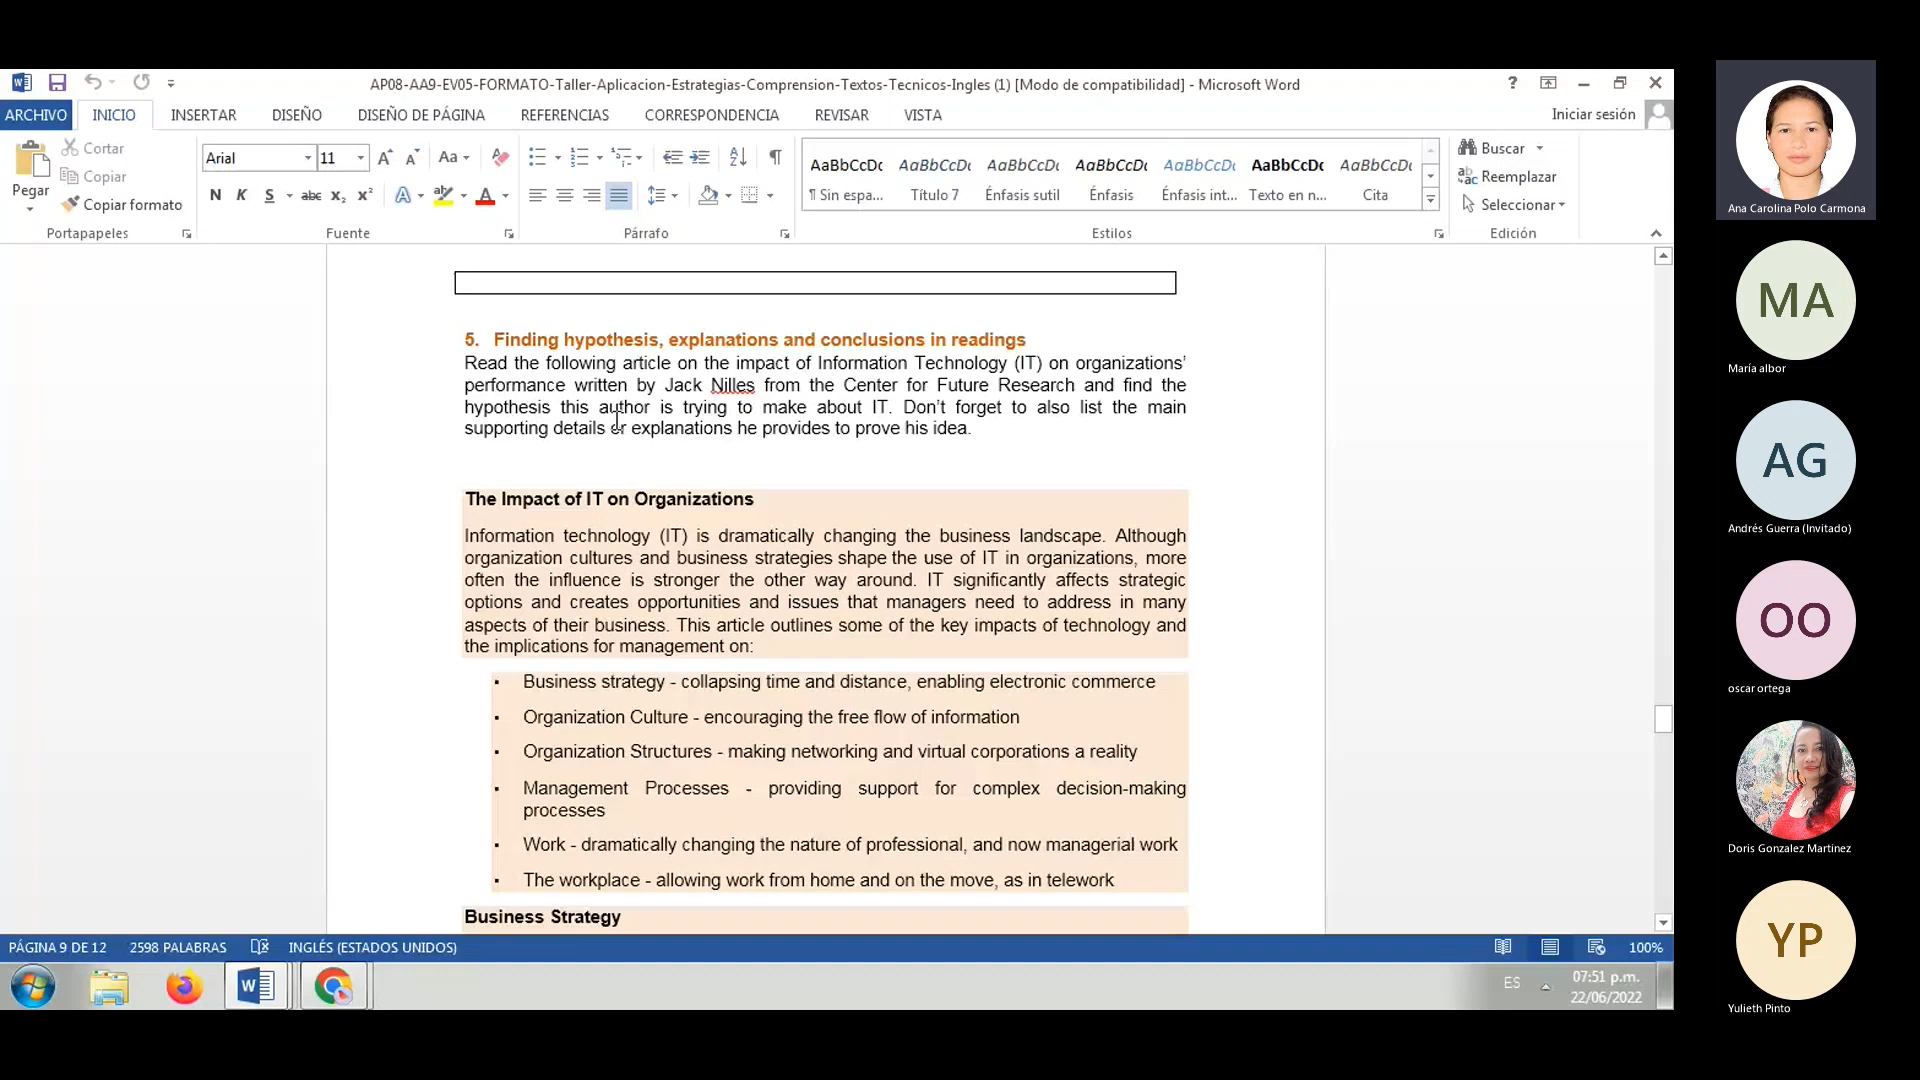 AP08-AA9-EV05-FORMATO-Taller-Aplicacion-Estrategias-Comprension-Textos-Tecnicos-Ingles (1) [Modo de compatibilidad] - Microsoft Word
ARCHIVO INICIO INSERTAR DISEÑO DISEÑO DE PÁGINA REFERENCIAS CORRESPONDENCIA REVISAR VISTA Iniciar sesión
Pegar
Cortar
Copiar
Copiar formato
Portapapeles
Arial 11
Aa
N K S abc x₂ x² A ab A
Fuente
Párrafo
AaBbCcDc AaBbCcDc AaBbCcDc AaBbCcDc AaBbCcDc AaBbCcDc AaBbCcDc
¶ Sin espa... Título 7 Énfasis sutil Énfasis Énfasis int... Texto en n... Cita
Estilos
Buscar
Reemplazar
Seleccionar
Edición
5. Finding hypothesis, explanations and conclusions in readings
Read the following article on the impact of Information Technology (IT) on organizations’
performance written by Jack Nilles from the Center for Future Research and find the
hypothesis this author is trying to make about IT. Don’t forget to also list the main
supporting details or explanations he provides to prove his idea.
The Impact of IT on Organizations
Information technology (IT) is dramatically changing the business landscape. Although
organization cultures and business strategies shape the use of IT in organizations, more
often the influence is stronger the other way around. IT significantly affects strategic
options and creates opportunities and issues that managers need to address in many
aspects of their business. This article outlines some of the key impacts of technology and
the implications for management on:
▪ Business strategy - collapsing time and distance, enabling electronic commerce
▪ Organization Culture - encouraging the free flow of information
▪ Organization Structures - making networking and virtual corporations a reality
▪ Management Processes - providing support for complex decision-making
processes
▪ Work - dramatically changing the nature of professional, and now managerial work
▪ The workplace - allowing work from home and on the move, as in telework
Business Strategy
PÁGINA 9 DE 12 2598 PALABRAS INGLÉS (ESTADOS UNIDOS) 100%
ES
07:51 p.m.
22/06/2022
Ana Carolina Polo Carmona
MA
María albor
AG
Andrés Guerra (Invitado)
OO
oscar ortega
Doris Gonzalez Martinez
YP
Yulieth Pinto